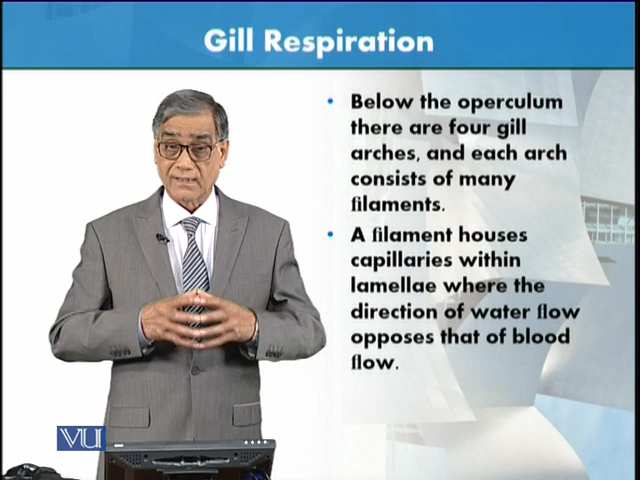 Gill Respiration
• Below the operculum
there are four gill
arches, and each arch
consists of many
filaments.
• A filament houses
capillaries within
lamellae where the
direction of water flow
opposes that of blood
flow.
VU